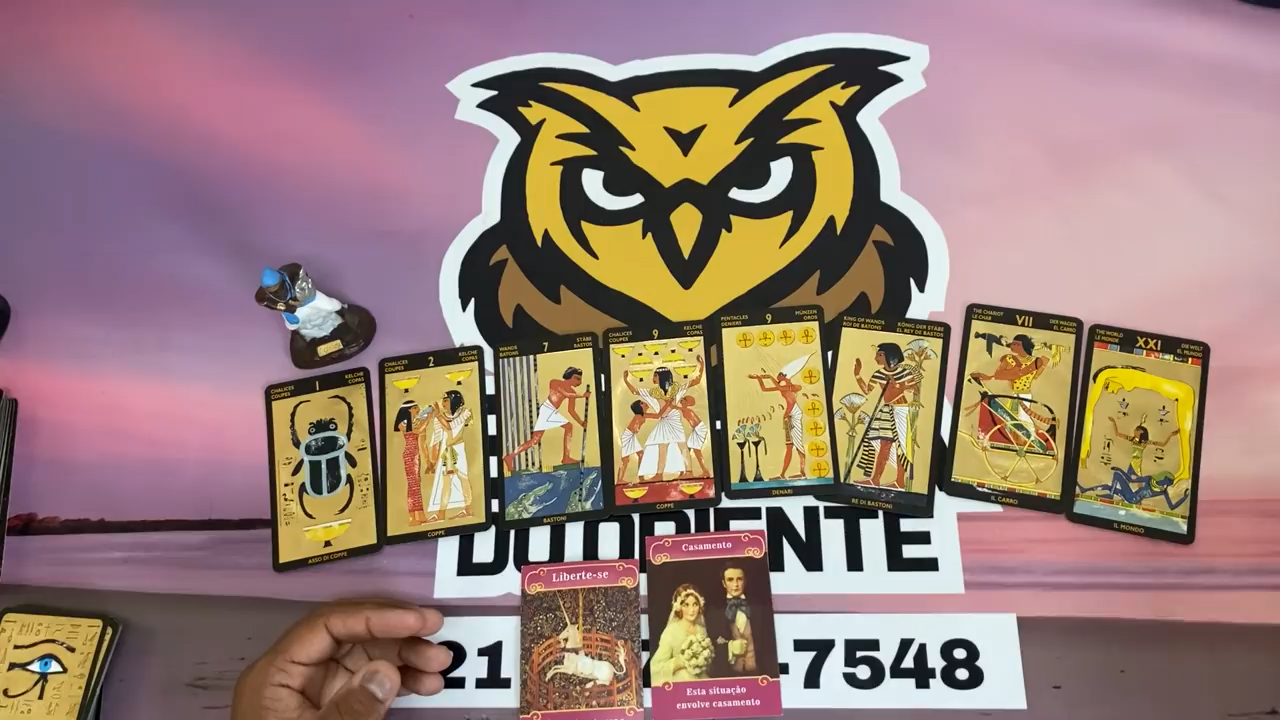 CHALICES
COUPES
1
KELCHE
COPAS
ASSO DI COPPE
CHALICES
COUPES
2
KELCHE
COPAS
COPPE
WANDS
BATONS
7
STÄBE
BASTOS
BASTONI
CHALICES
COUPES
9
KELCHE
COPAS
COPPE
PENTACLES
DENIERS
9
MÜNZEN
OROS
DENARI
KING OF WANDS
ROI DE BATONS
KÖNIG DER STÄBE
EL REY DE BASTOS
RE DI BASTONI
THE CHARIOT
LE CHAR
VII
DER WAGEN
EL CARRO
IL CARRO
THE WORLD
LE MONDE
XXI
DIE WELT
EL MUNDO
IL MONDO
DO ORIENTE
Liberte-se
Casamento
Esta situação
envolve casamento
21
-7548